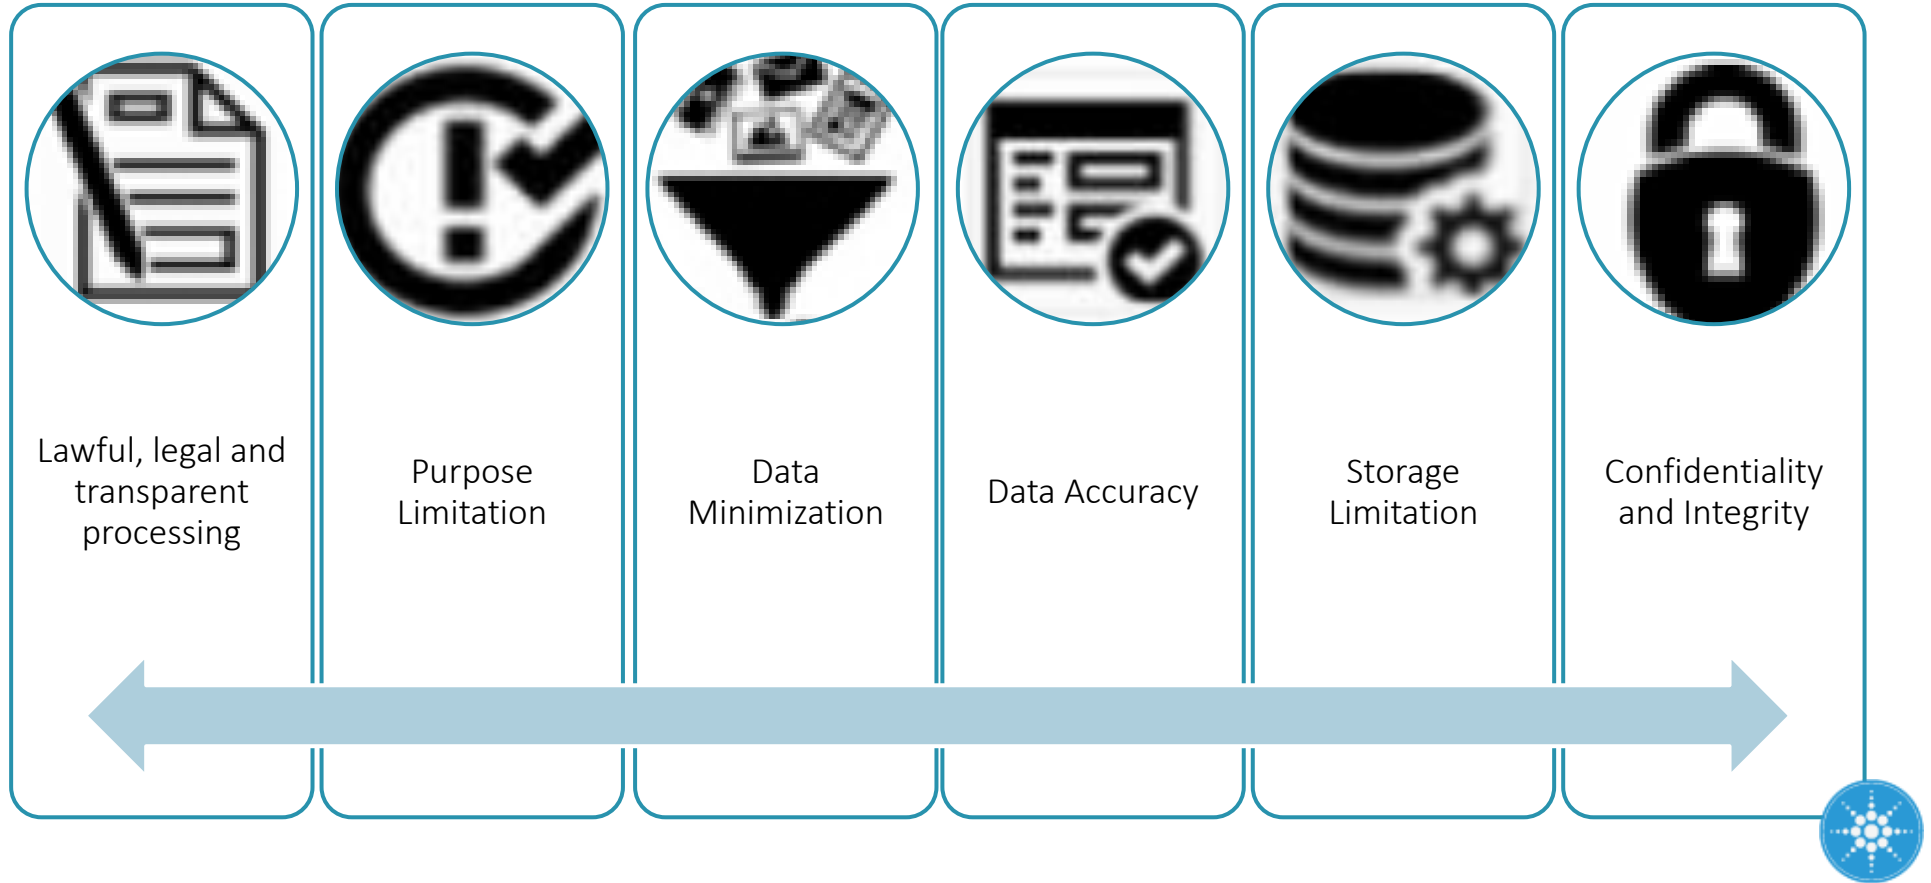 Lawful, legal and
transparent
processing
Purpose
Limitation
Data
Minimization
Data Accuracy
Storage
Limitation
Confidentiality
and Integrity